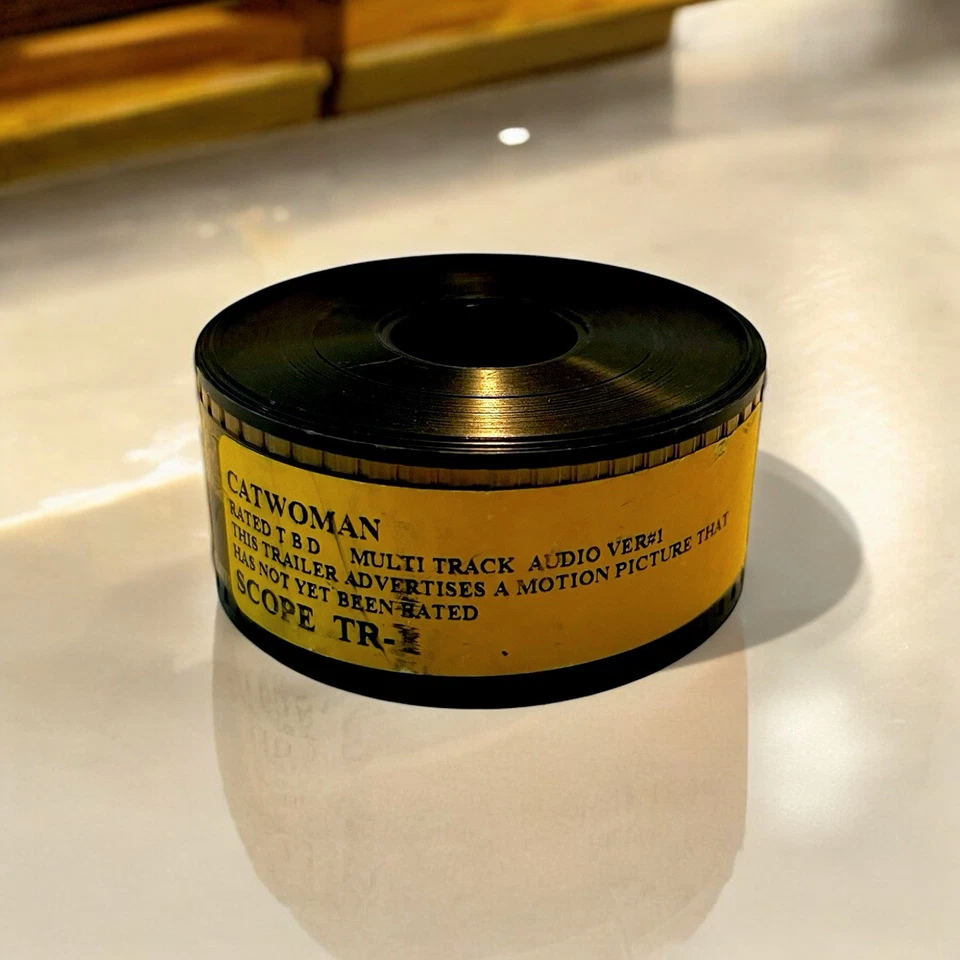 CATWOMAN
RATED T B D MULTI TRACK AUDIO VER#1
THIS TRAILER ADVERTISES A MOTION PICTURE THAT
HAS NOT YET BEEN RATED
SCOPE TR-1